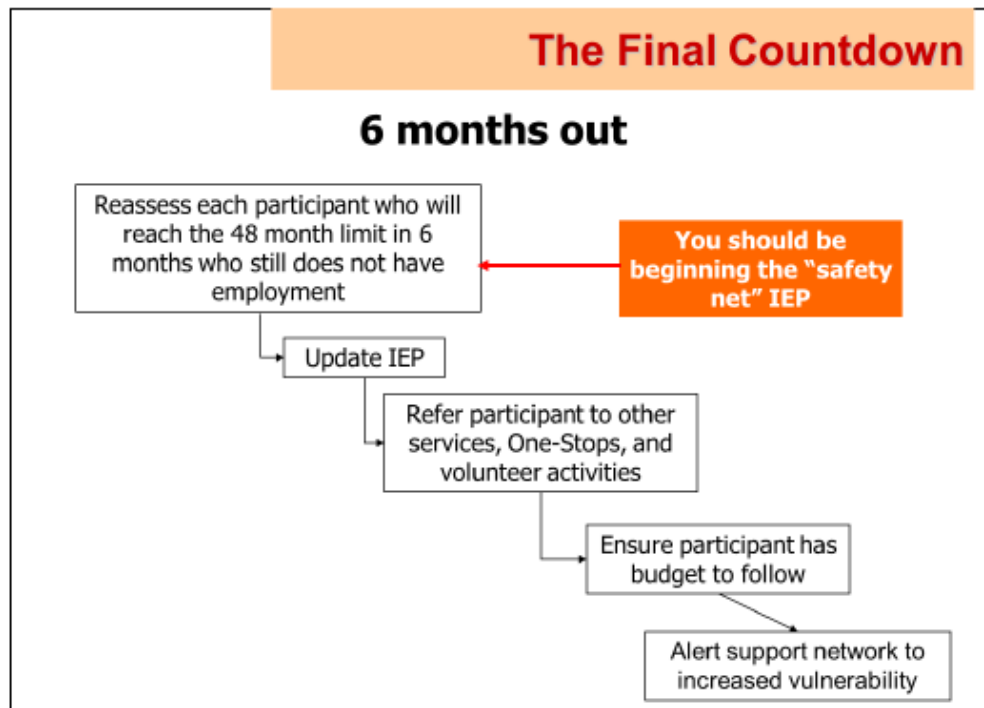 The Final Countdown
6 months out
Reassess each participant who will
reach the 48 month limit in 6
months who still does not have
employment
You should be
beginning the “safety
net” IEP
Update IEP
Refer participant to other
services, One-Stops, and
volunteer activities
Ensure participant has
budget to follow
Alert support network to
increased vulnerability